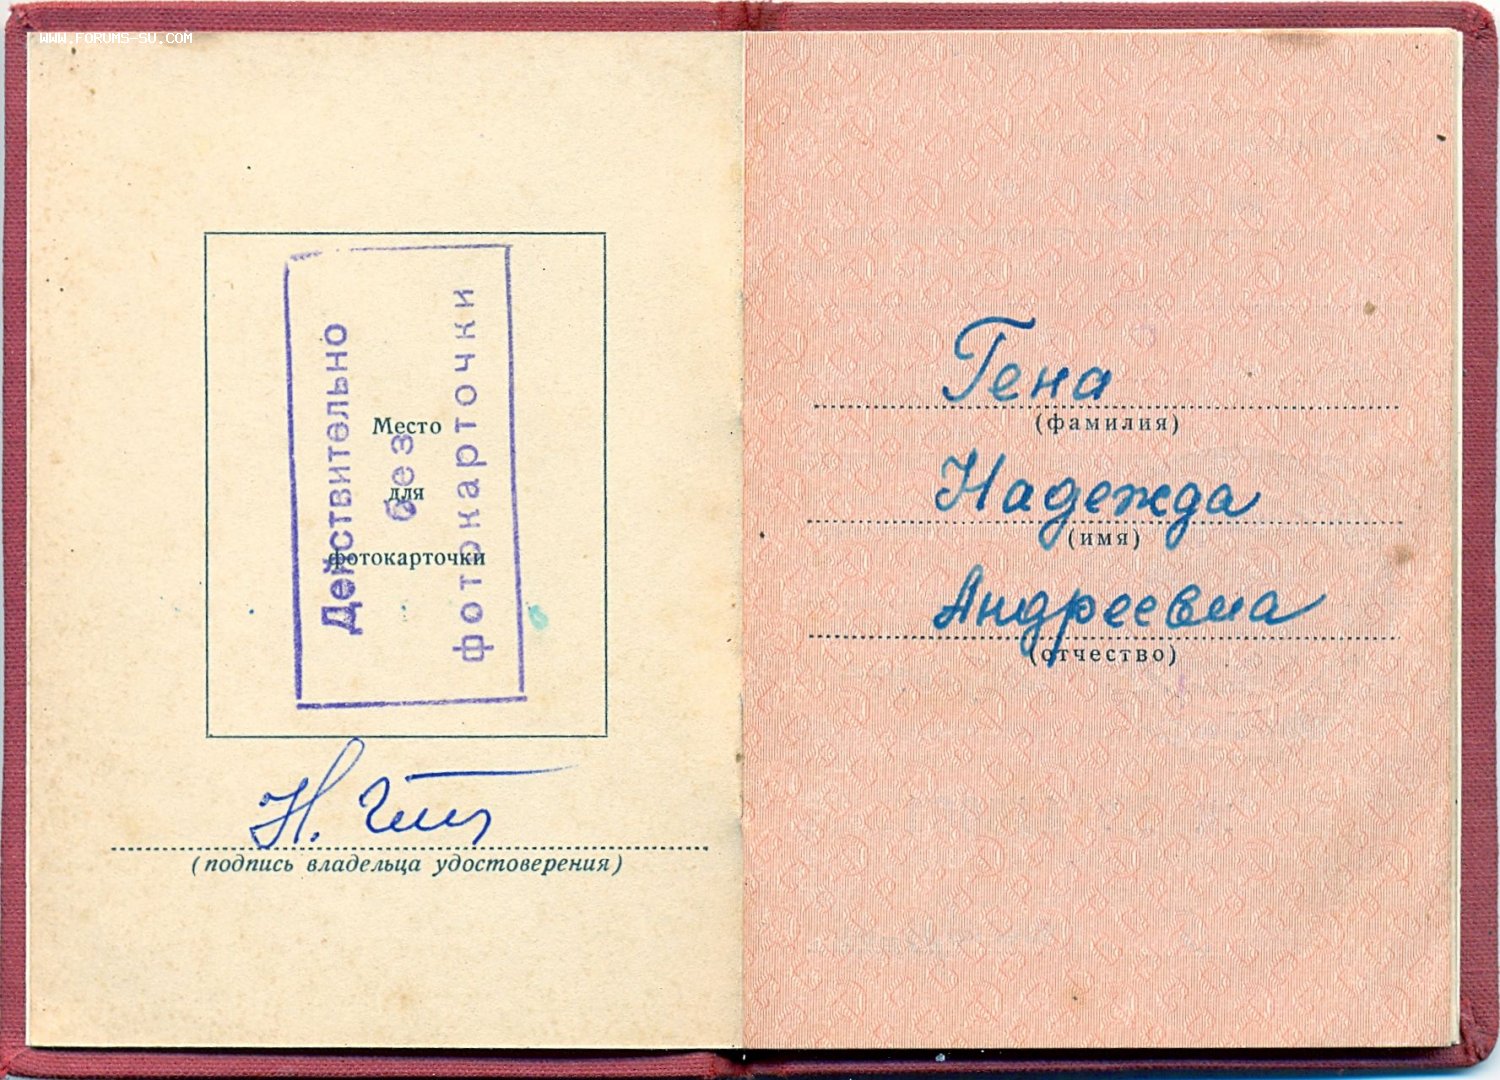 www.forums-su.com
Действительно
без
фотокарточки
Место
для
фотокарточки
(подпись владельца удостоверения)
Гена
(фамилия)
Надежда
(имя)
Андреевна
(отчество)